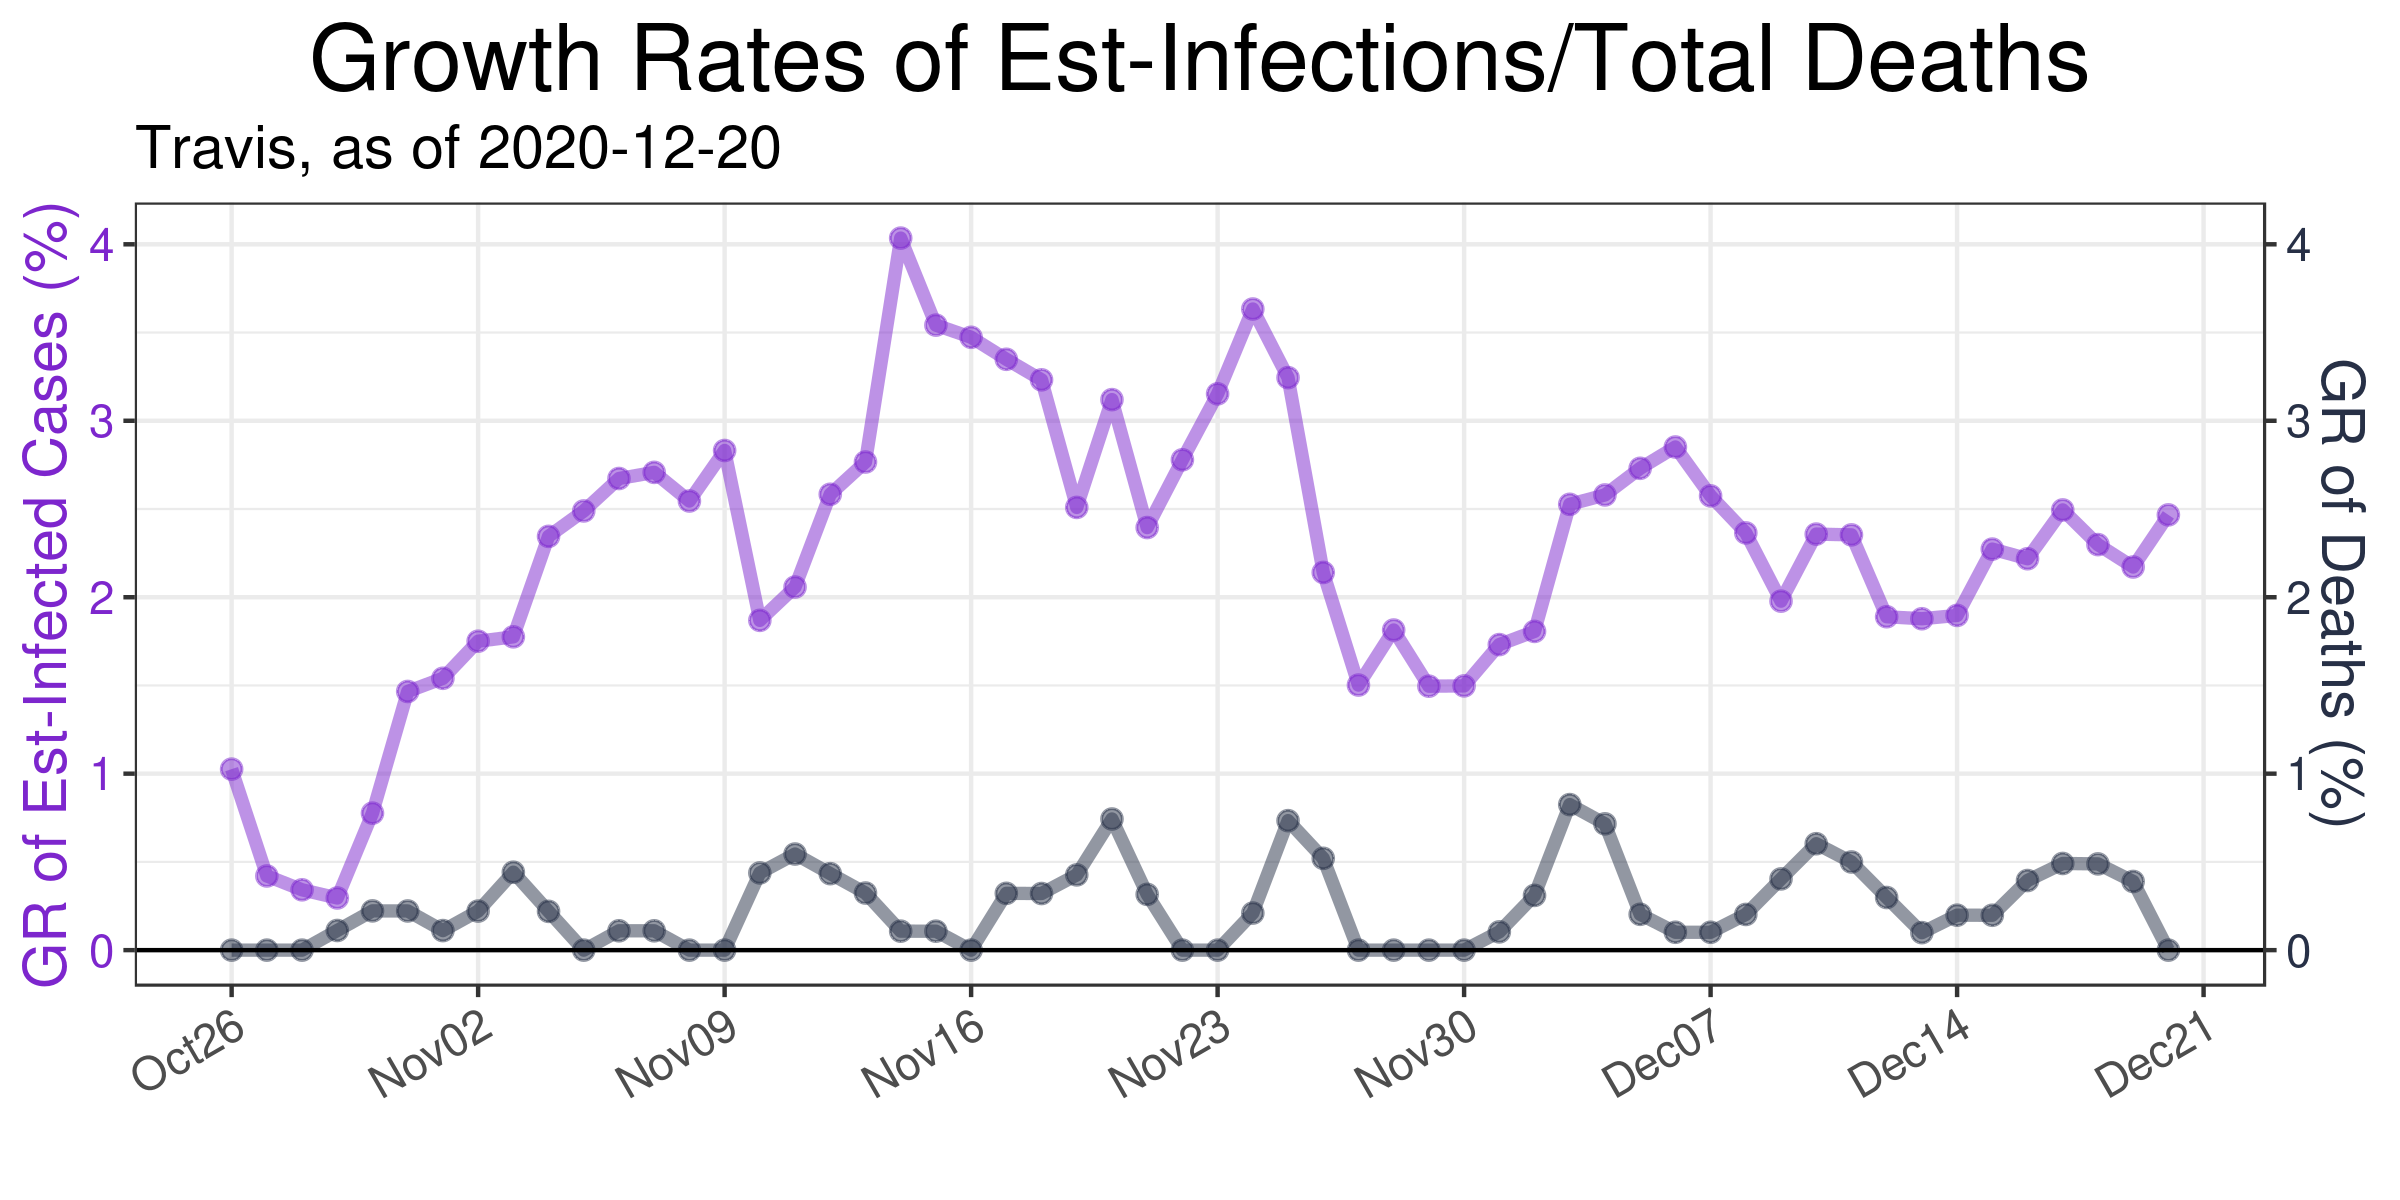 Growth Rates of Est-Infections/Total Deaths
Travis, as of 2020-12-20
GR of Est-Infected Cases (%)
4
3
2
1
0
4
3
2
1
0
GR of Deaths (%)
Oct26
Nov02
Nov09
Nov16
Nov23
Nov30
Dec07
Dec14
Dec21